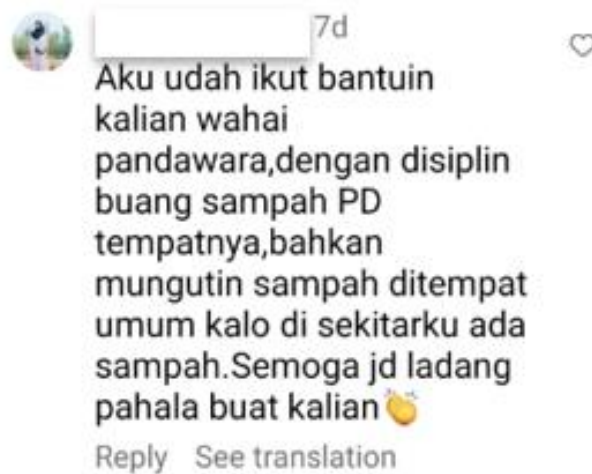 7d
Aku udah ikut bantuin
kalian wahai
pandawara,dengan disiplin
buang sampah PD
tempatnya,bahkan
mungutin sampah ditempat
umum kalo di sekitarku ada
sampah.Semoga jd ladang
pahala buat kalian👏
Reply See translation